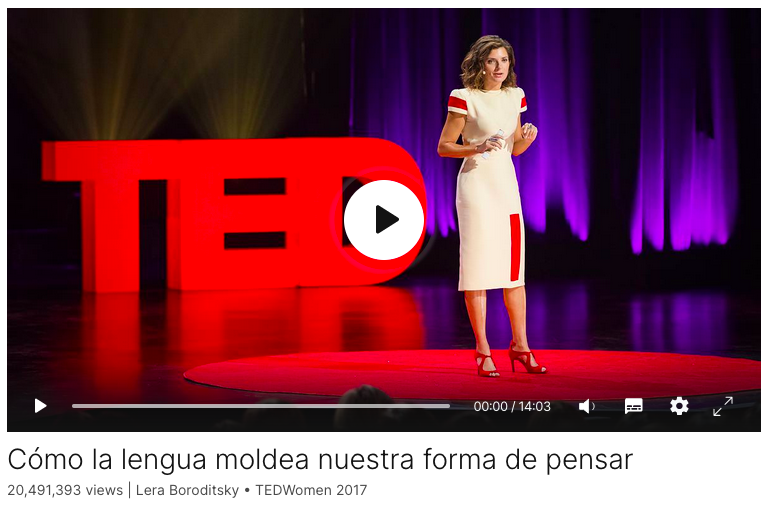 TED
00:00 / 14:03
Cómo la lengua moldea nuestra forma de pensar
20,491,393 views | Lera Boroditsky • TEDWomen 2017